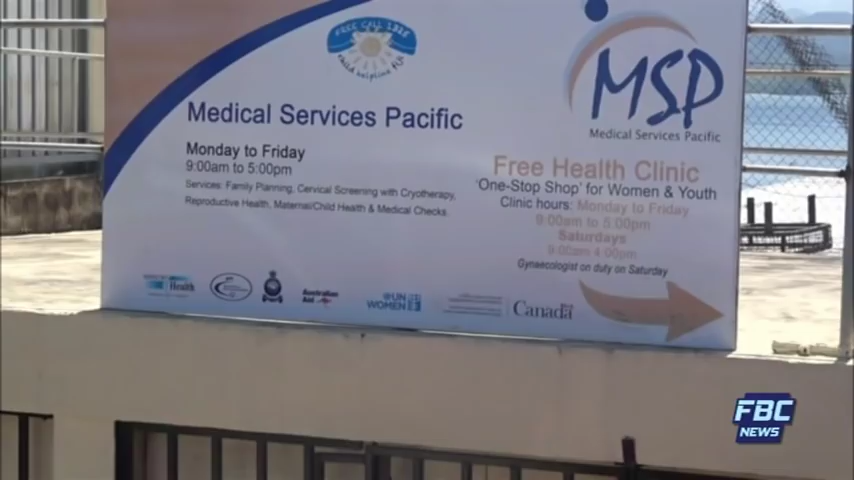 FREE CALL 1325
child helpline FIJI
Medical Services Pacific
Monday to Friday
9:00am to 5:00pm
Services: Family Planning, Cervical Screening with Cryotherapy,
Reproductive Health, Maternal/Child Health & Medical Checks.
MSP
Medical Services Pacific
Free Health Clinic
'One-Stop Shop' for Women & Youth
Clinic hours: Monday to Friday
9:00am to 5:00pm
Saturdays
9:00am-4:00pm
Gynaecologist on duty on Saturday
Health
Australian
Aid
UN
WOMEN
Canada
FBC
NEWS